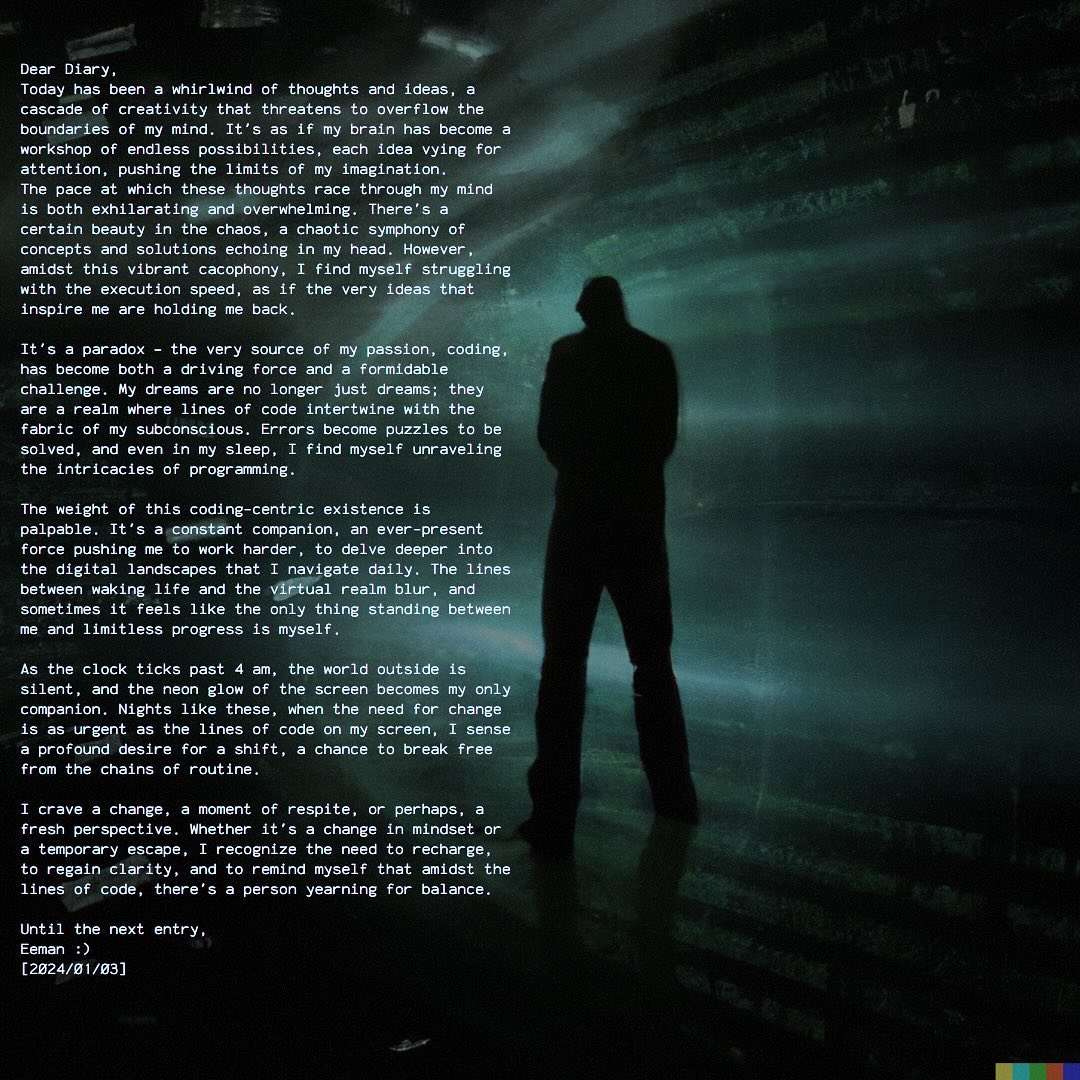 Dear Diary,
Today has been a whirlwind of thoughts and ideas, a
cascade of creativity that threatens to overflow the
boundaries of my mind. It's as if my brain has become a
workshop of endless possibilities, each idea vying for
attention, pushing the limits of my imagination.
The pace at which these thoughts race through my mind
is both exhilarating and overwhelming. There's a
certain beauty in the chaos, a chaotic symphony of
concepts and solutions echoing in my head. However,
amidst this vibrant cacophony, I find myself struggling
with the execution speed, as if the very ideas that
inspire me are holding me back.
It's a paradox - the very source of my passion, coding,
has become both a driving force and a formidable
challenge. My dreams are no longer just dreams; they
are a realm where lines of code intertwine with the
fabric of my subconscious. Errors become puzzles to be
solved, and even in my sleep, I find myself unraveling
the intricacies of programming.
The weight of this coding-centric existence is
palpable. It's a constant companion, an ever-present
force pushing me to work harder, to delve deeper into
the digital landscapes that I navigate daily. The lines
between waking life and the virtual realm blur, and
sometimes it feels like the only thing standing between
me and limitless progress is myself.
As the clock ticks past 4 am, the world outside is
silent, and the neon glow of the screen becomes my only
companion. Nights like these, when the need for change
is as urgent as the lines of code on my screen, I sense
a profound desire for a shift, a chance to break free
from the chains of routine.
I crave a change, a moment of respite, or perhaps, a
fresh perspective. Whether it's a change in mindset or
a temporary escape, I recognize the need to recharge,
to regain clarity, and to remind myself that amidst the
lines of code, there's a person yearning for balance.
Until the next entry,
Eeman :)
[2024/01/03]